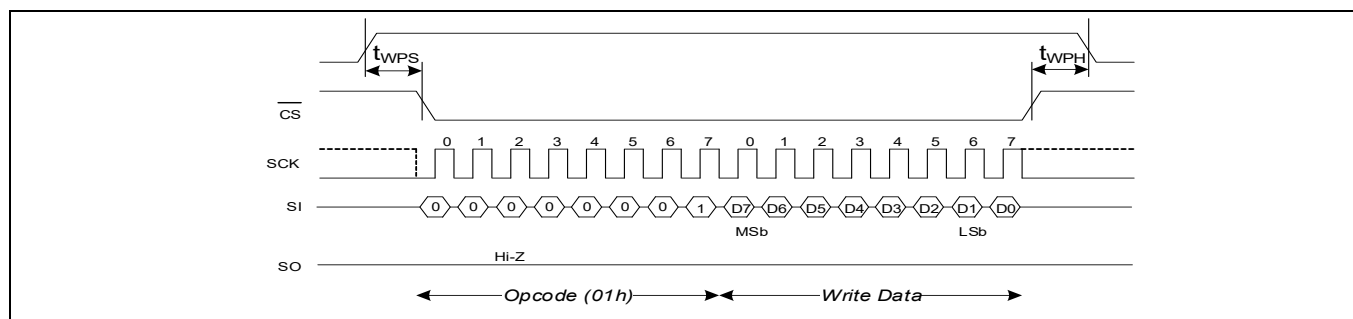 tWPS tWPH
CS
0 1 2 3 4 5 6 7 0 1 2 3 4 5 6 7
SCK
SI 0 0 0 0 0 0 0 1 D7 D6 D5 D4 D3 D2 D1 D0
MSb LSb
Hi-Z
SO
Opcode (01h) Write Data